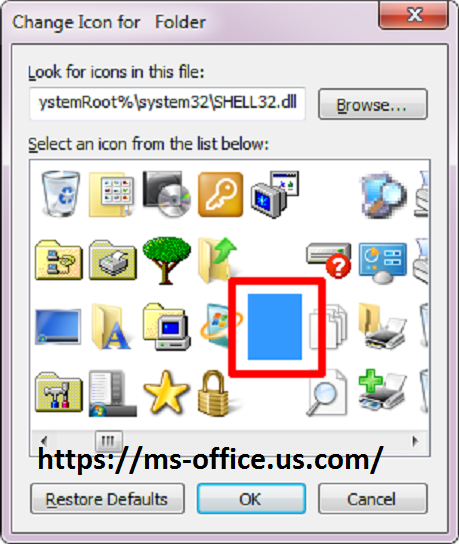 Change Icon for Folder
Look for icons in this file:
ystemRoot%\system32\SHELL32.dll
Browse...
Select an icon from the list below:
A
?
https://ms-office.us.com/
Restore Defaults
OK
Cancel